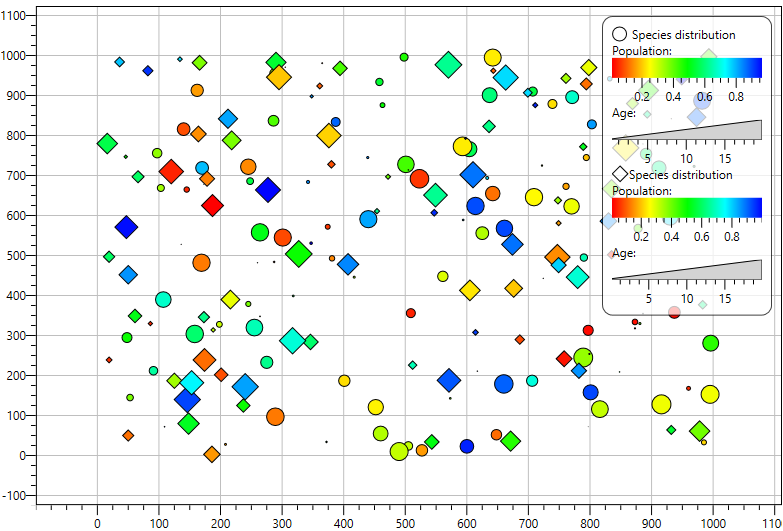 1100
1000
900
800
700
600
500
400
300
200
100
0
-100
0 100 200 300 400 500 600 700 800 900 1000 110
Species distribution
Population:
0.2 0.4 0.6 0.8
Age:
5 10 15
Species distribution
Population:
0.2 0.4 0.6 0.8
Age:
5 10 15